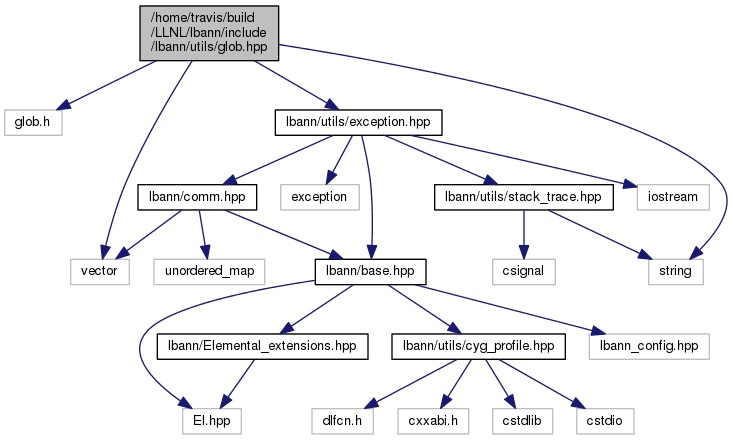 /home/travis/build
/LLNL/lbann/include
/lbann/utils/glob.hpp
glob.h
lbann/utils/exception.hpp
lbann/comm.hpp
exception
lbann/utils/stack_trace.hpp
iostream
vector
unordered_map
lbann/base.hpp
csignal
string
lbann/Elemental_extensions.hpp
lbann/utils/cyg_profile.hpp
lbann_config.hpp
El.hpp
dlfcn.h
cxxabi.h
cstdlib
cstdio